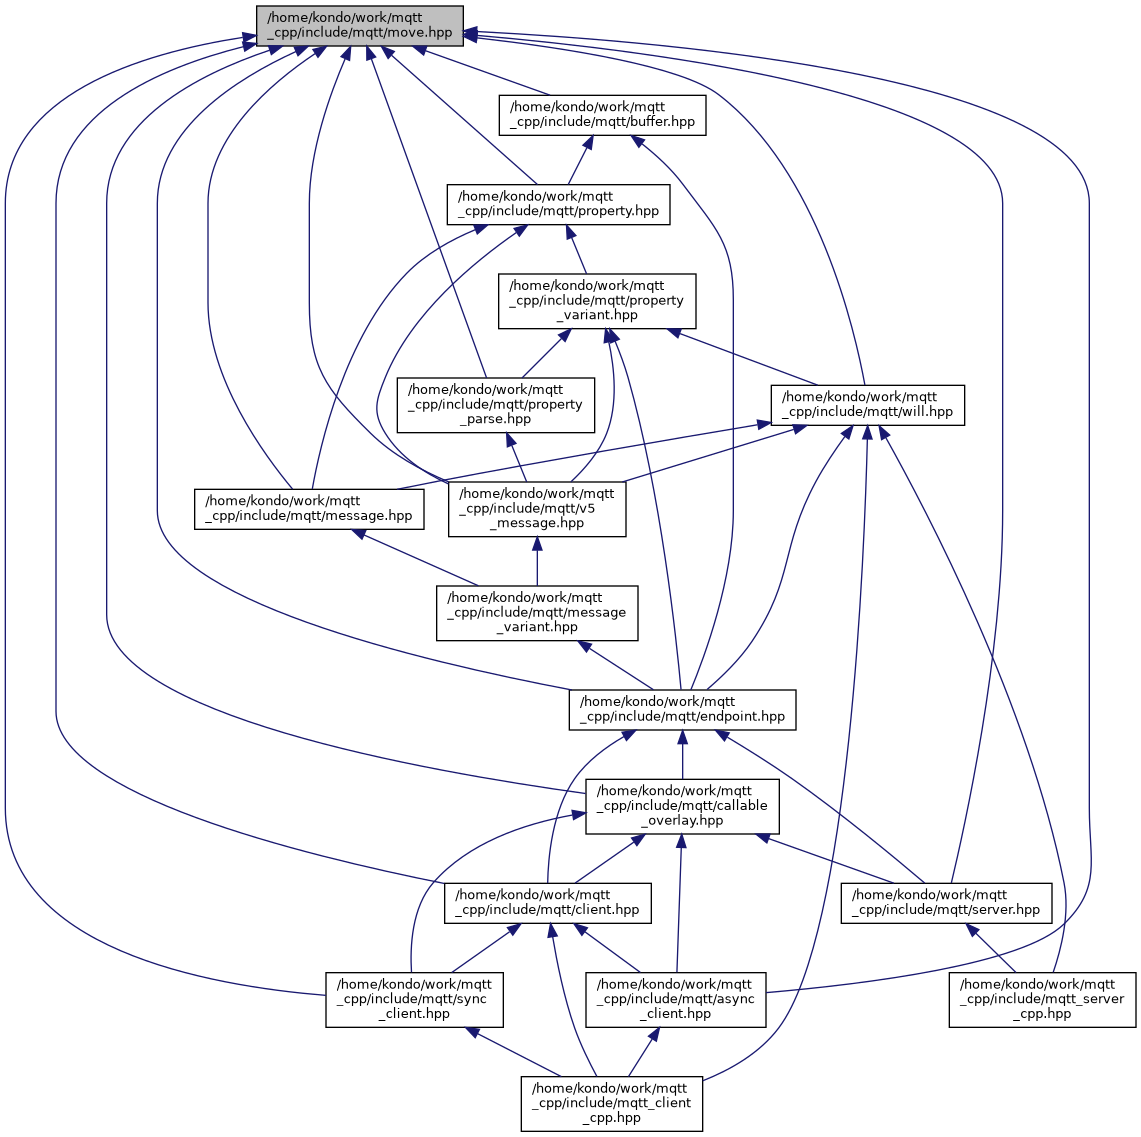 /home/kondo/work/mqtt
_cpp/include/mqtt/move.hpp
/home/kondo/work/mqtt
_cpp/include/mqtt/buffer.hpp
/home/kondo/work/mqtt
_cpp/include/mqtt/property.hpp
/home/kondo/work/mqtt
_cpp/include/mqtt/property
_variant.hpp
/home/kondo/work/mqtt
_cpp/include/mqtt/property
_parse.hpp
/home/kondo/work/mqtt
_cpp/include/mqtt/will.hpp
/home/kondo/work/mqtt
_cpp/include/mqtt/message.hpp
/home/kondo/work/mqtt
_cpp/include/mqtt/v5
_message.hpp
/home/kondo/work/mqtt
_cpp/include/mqtt/message
_variant.hpp
/home/kondo/work/mqtt
_cpp/include/mqtt/endpoint.hpp
/home/kondo/work/mqtt
_cpp/include/mqtt/callable
_overlay.hpp
/home/kondo/work/mqtt
_cpp/include/mqtt/client.hpp
/home/kondo/work/mqtt
_cpp/include/mqtt/server.hpp
/home/kondo/work/mqtt
_cpp/include/mqtt/sync
_client.hpp
/home/kondo/work/mqtt
_cpp/include/mqtt/async
_client.hpp
/home/kondo/work/mqtt
_cpp/include/mqtt_server
_cpp.hpp
/home/kondo/work/mqtt
_cpp/include/mqtt_client
_cpp.hpp